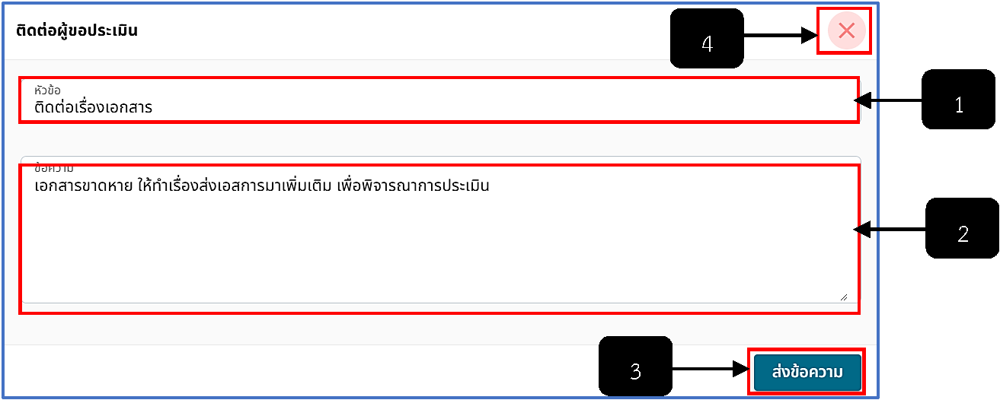 ติดต่อผู้ขอประเมิน
4
หัวข้อ
ติดต่อเรื่องเอกสาร
1
ข้อความ
เอกสารขาดหาย ให้ทำเรื่องส่งเอสการมาเพิ่มเติม เพื่อพิจารณาการประเมิน
2
3
ส่งข้อความ